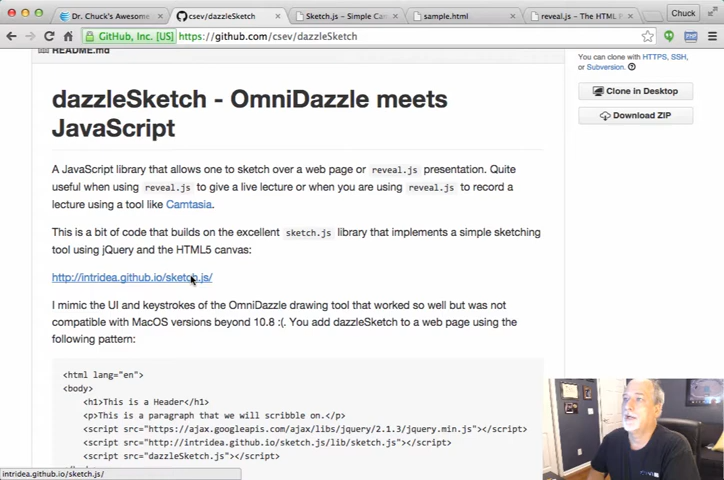 Dr. Chuck's Awesome
csev/dazzleSketch
Sketch.js – Simple Can
sample.html
reveal.js – The HTML P
Chuck
GitHub, Inc. [US]
https://github.com/csev/dazzleSketch
README.md
dazzleSketch - OmniDazzle meets
JavaScript
A JavaScript library that allows one to sketch over a web page or reveal.js presentation. Quite
useful when using reveal.js to give a live lecture or when you are using reveal.js to record a
lecture using a tool like Camtasia.
This is a bit of code that builds on the excellent sketch.js library that implements a simple sketching
tool using jQuery and the HTML5 canvas:
http://intridea.github.io/sketch.js/
I mimic the UI and keystrokes of the OmniDazzle drawing tool that worked so well but was not
compatible with MacOS versions beyond 10.8 :(. You add dazzleSketch to a web page using the
following pattern:
<html lang="en">
<body>
<h1>This is a Header</h1>
<p>This is a paragraph that we will scribble on.</p>
<script src="https://ajax.googleapis.com/ajax/libs/jquery/2.1.3/jquery.min.js"></script>
<script src="http://intridea.github.io/sketch.js/lib/sketch.js"></script>
<script src="dazzleSketch.js"></script>
You can clone with HTTPS, SSH,
or Subversion.
Clone in Desktop
Download ZIP
intridea.github.io/sketch.js/